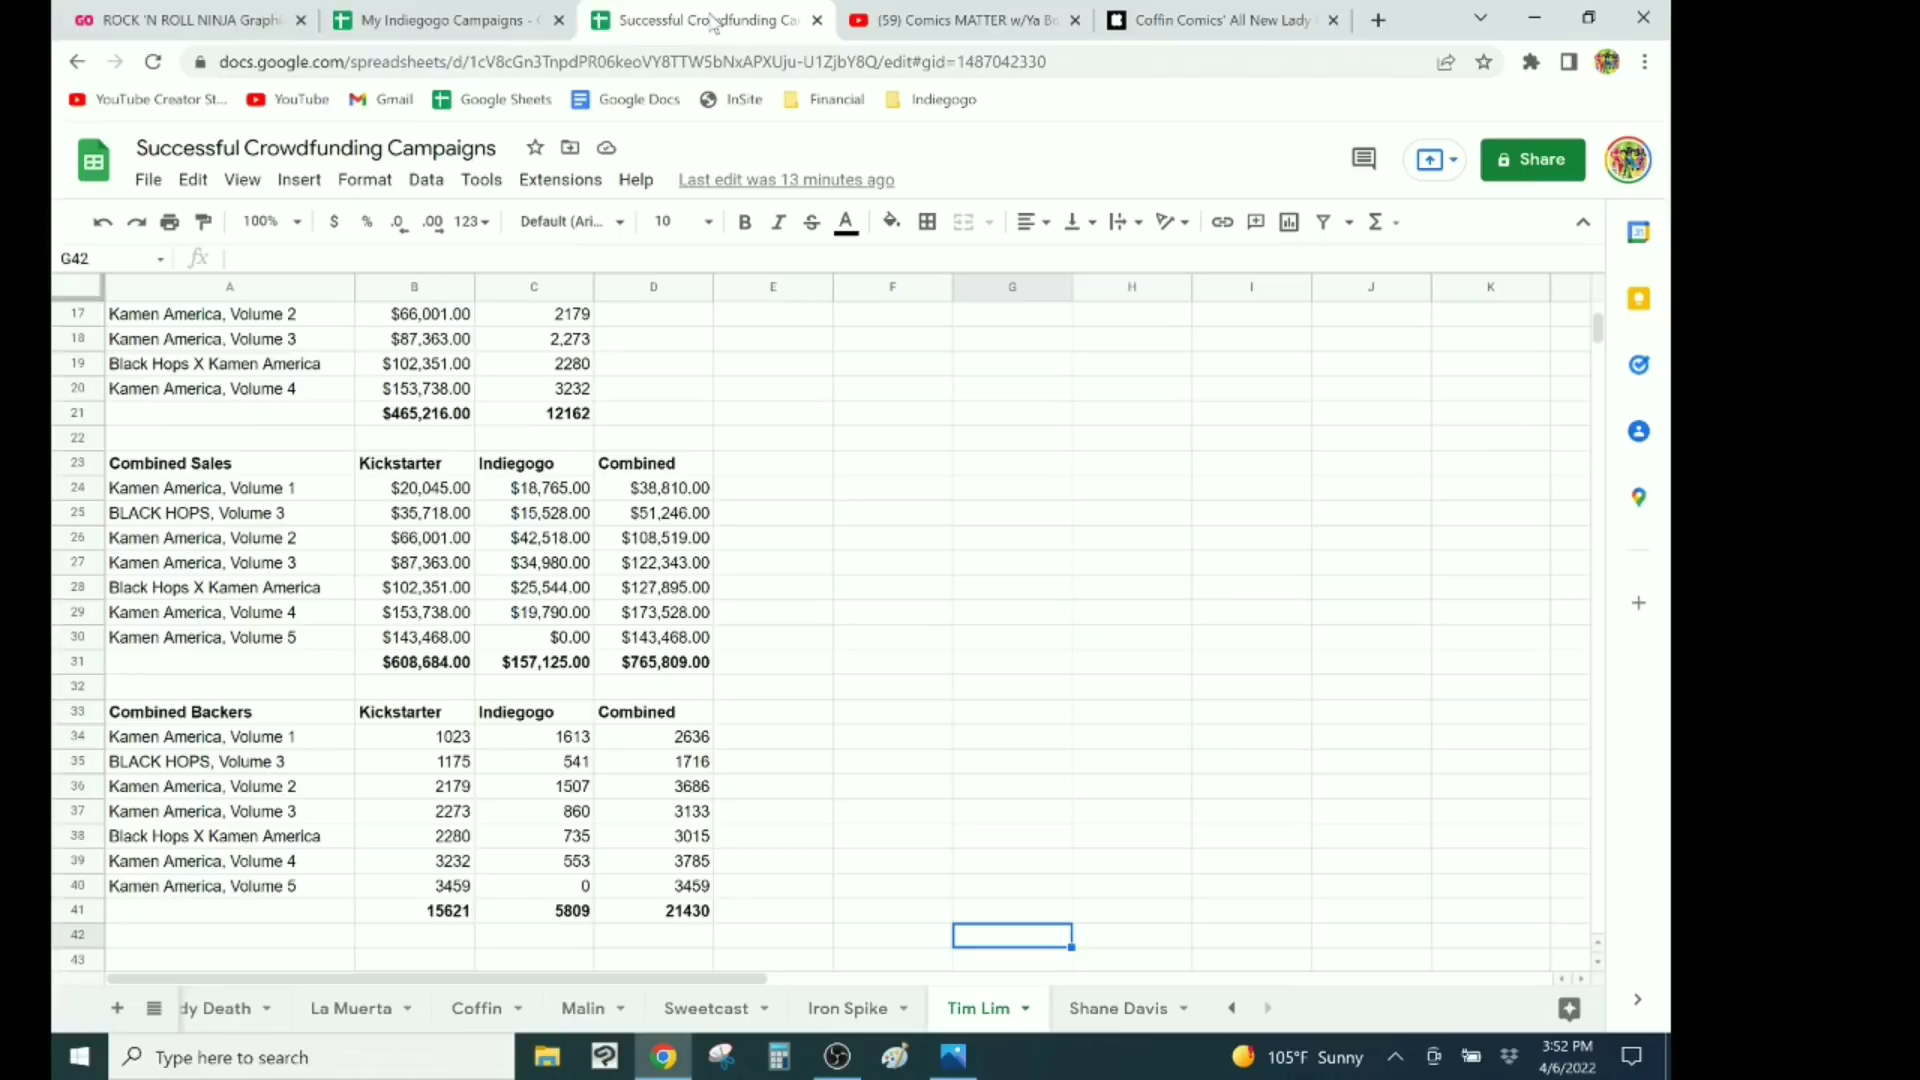 ROCK 'N ROLL NINJA Graphi
My Indiegogo Campaigns -
Successful Crowdfunding Ca
(59) Comics MATTER w/Ya Bo
Coffin Comics' All New Lady
docs.google.com/spreadsheets/d/1cV8cGn3TnpdPR06keoVY8TTW5bNxAPXUju-U1ZjbY8Q/edit#gid=1487042330
YouTube Creator St... YouTube Gmail Google Sheets Google Docs InSite Financial Indiegogo
Successful Crowdfunding Campaigns
File Edit View Insert Format Data Tools Extensions Help Last edit was 13 minutes ago
Share
100% $ % .0 .00 123 Default (Ari... 10 B I S A
G42 fx
A B C D E F G H I J K
17 Kamen America, Volume 2 $66,001.00 2179
18 Kamen America, Volume 3 $87,363.00 2,273
19 Black Hops X Kamen America $102,351.00 2280
20 Kamen America, Volume 4 $153,738.00 3232
21 $465,216.00 12162
22
23 Combined Sales Kickstarter Indiegogo Combined
24 Kamen America, Volume 1 $20,045.00 $18,765.00 $38,810.00
25 BLACK HOPS, Volume 3 $35,718.00 $15,528.00 $51,246.00
26 Kamen America, Volume 2 $66,001.00 $42,518.00 $108,519.00
27 Kamen America, Volume 3 $87,363.00 $34,980.00 $122,343.00
28 Black Hops X Kamen America $102,351.00 $25,544.00 $127,895.00
29 Kamen America, Volume 4 $153,738.00 $19,790.00 $173,528.00
30 Kamen America, Volume 5 $143,468.00 $0.00 $143,468.00
31 $608,684.00 $157,125.00 $765,809.00
32
33 Combined Backers Kickstarter Indiegogo Combined
34 Kamen America, Volume 1 1023 1613 2636
35 BLACK HOPS, Volume 3 1175 541 1716
36 Kamen America, Volume 2 2179 1507 3686
37 Kamen America, Volume 3 2273 860 3133
38 Black Hops X Kamen America 2280 735 3015
39 Kamen America, Volume 4 3232 553 3785
40 Kamen America, Volume 5 3459 0 3459
41 15621 5809 21430
42
43
dy Death La Muerta Coffin Malin Sweetcast Iron Spike Tim Lim Shane Davis
Type here to search
105°F Sunny
3:52 PM
4/6/2022